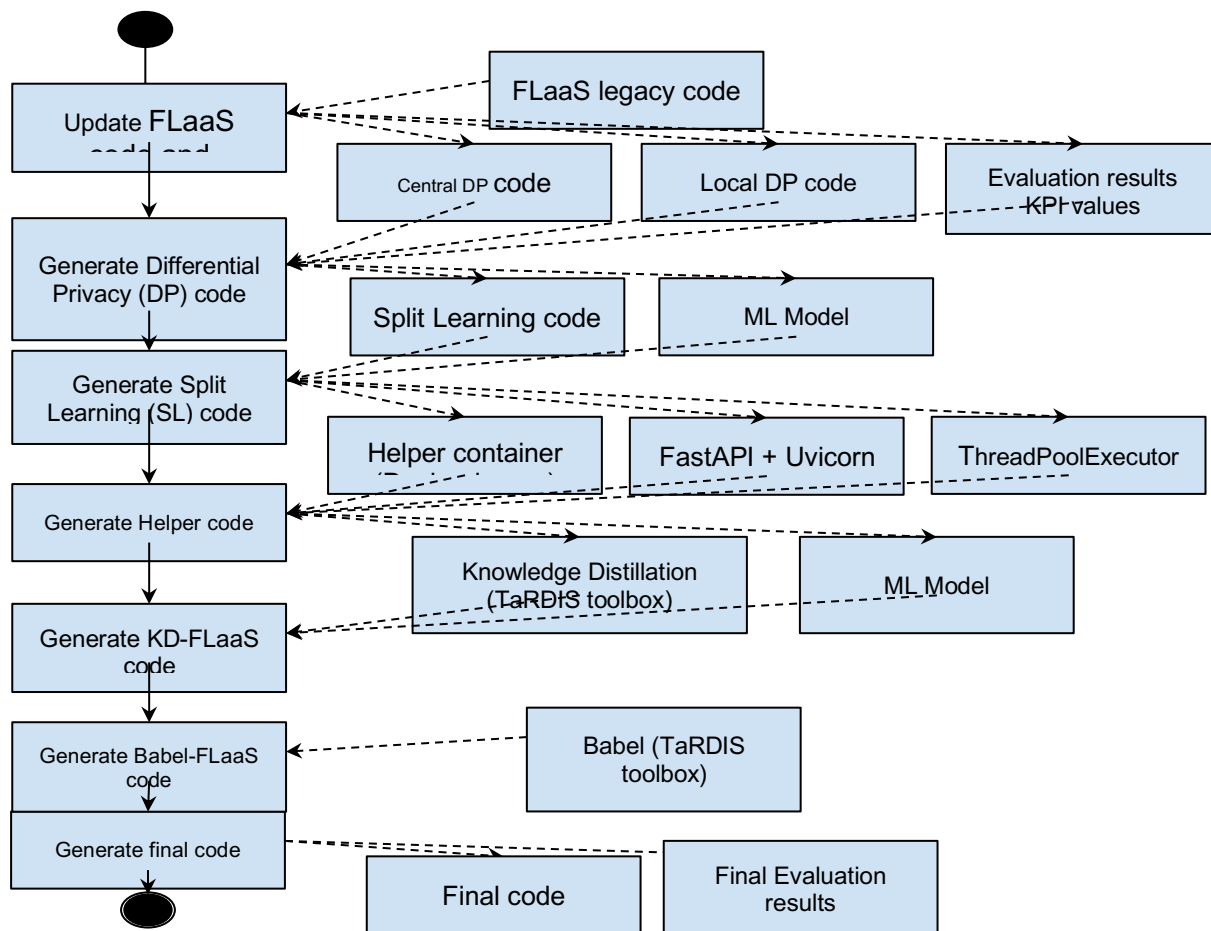 FLaaS legacy code
Update FLaaS
code and
Central DP code
Local DP code
Evaluation results
KPI values
Generate Differential
Privacy (DP) code
Split Learning code
ML Model
Generate Split
Learning (SL) code
Helper container
FastAPI + Uvicorn
ThreadPoolExecutor
Generate Helper code
Knowledge Distillation
(TaRDIS toolbox)
ML Model
Generate KD-FLaaS
code
Babel (TaRDIS
toolbox)
Generate Babel-FLaaS
code
Generate final code
Final code
Final Evaluation
results